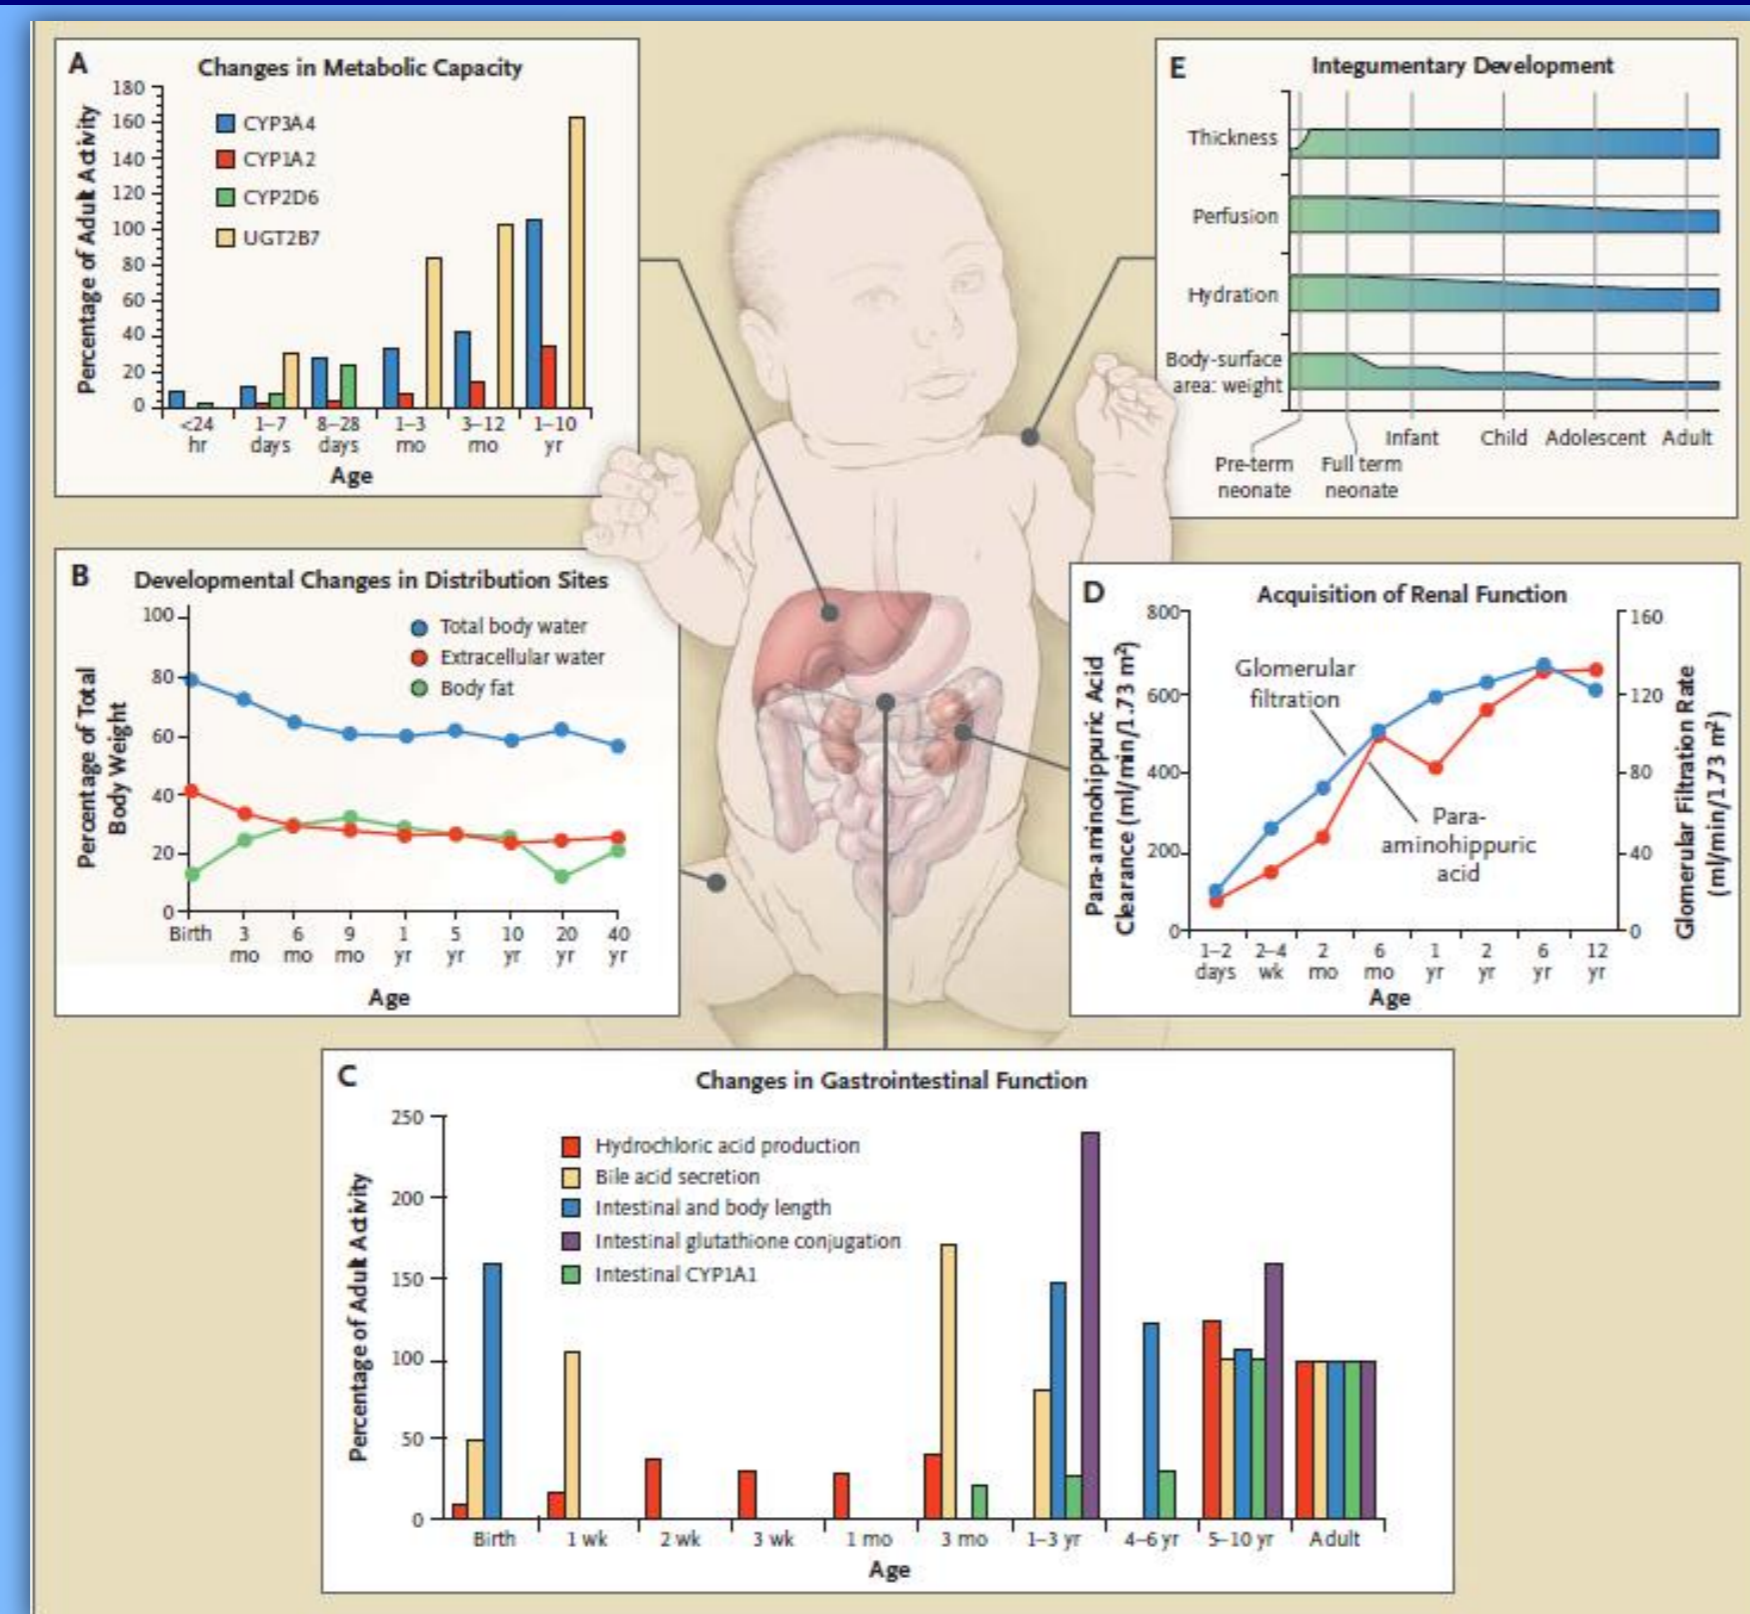 A
Changes in Metabolic Capacity
Percentage of Adult Activity
180
160
140
120
100
80
60
40
20
0
CYP3A4
CYP1A2
CYP2D6
UGT2B7
<24 hr
1–7 days
8–28 days
1–3 mo
3–12 mo
1–10 yr
Age
E
Integumentary Development
Thickness
Perfusion
Hydration
Body-surface
area: weight
Infant
Child
Adolescent
Adult
Pre-term
neonate
Full term
neonate
B
Developmental Changes in Distribution Sites
Percentage of Total
Body Weight
100
80
60
40
20
0
Total body water
Extracellular water
Body fat
Birth
3 mo
6 mo
9 mo
1 yr
5 yr
10 yr
20 yr
40 yr
Age
D
Acquisition of Renal Function
Para-aminohippuric Acid
Clearance (ml/min/1.73 m²)
800
600
400
200
0
Glomerular
filtration
Para-
aminohippuric
acid
160
120
80
40
0
Glomerular Filtration Rate
(ml/min/1.73 m²)
1–2 days
2–4 wk
2 mo
6 mo
1 yr
2 yr
6 yr
12 yr
Age
C
Changes in Gastrointestinal Function
Percentage of Adult Activity
250
200
150
100
50
0
Hydrochloric acid production
Bile acid secretion
Intestinal and body length
Intestinal glutathione conjugation
Intestinal CYP1A1
Birth
1 wk
2 wk
3 wk
1 mo
3 mo
1–3 yr
4–6 yr
5–10 yr
Adult
Age